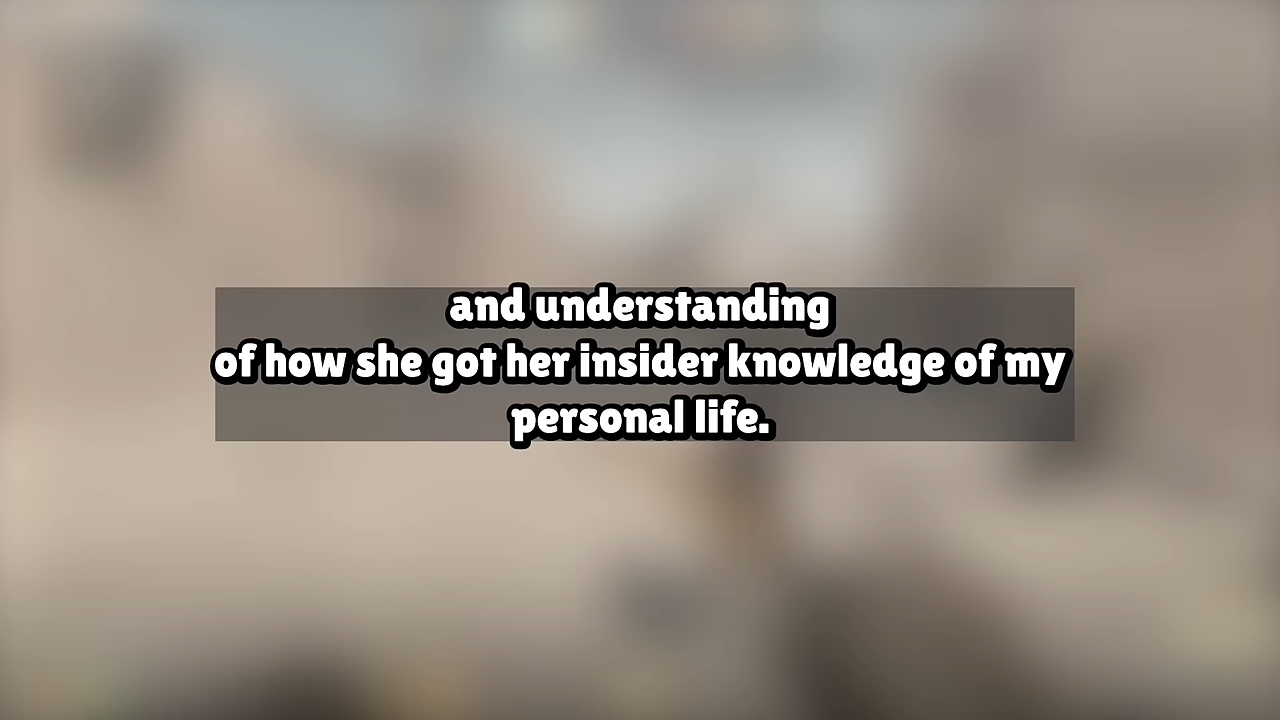 and understanding
of how she got her insider knowledge of my
personal life.